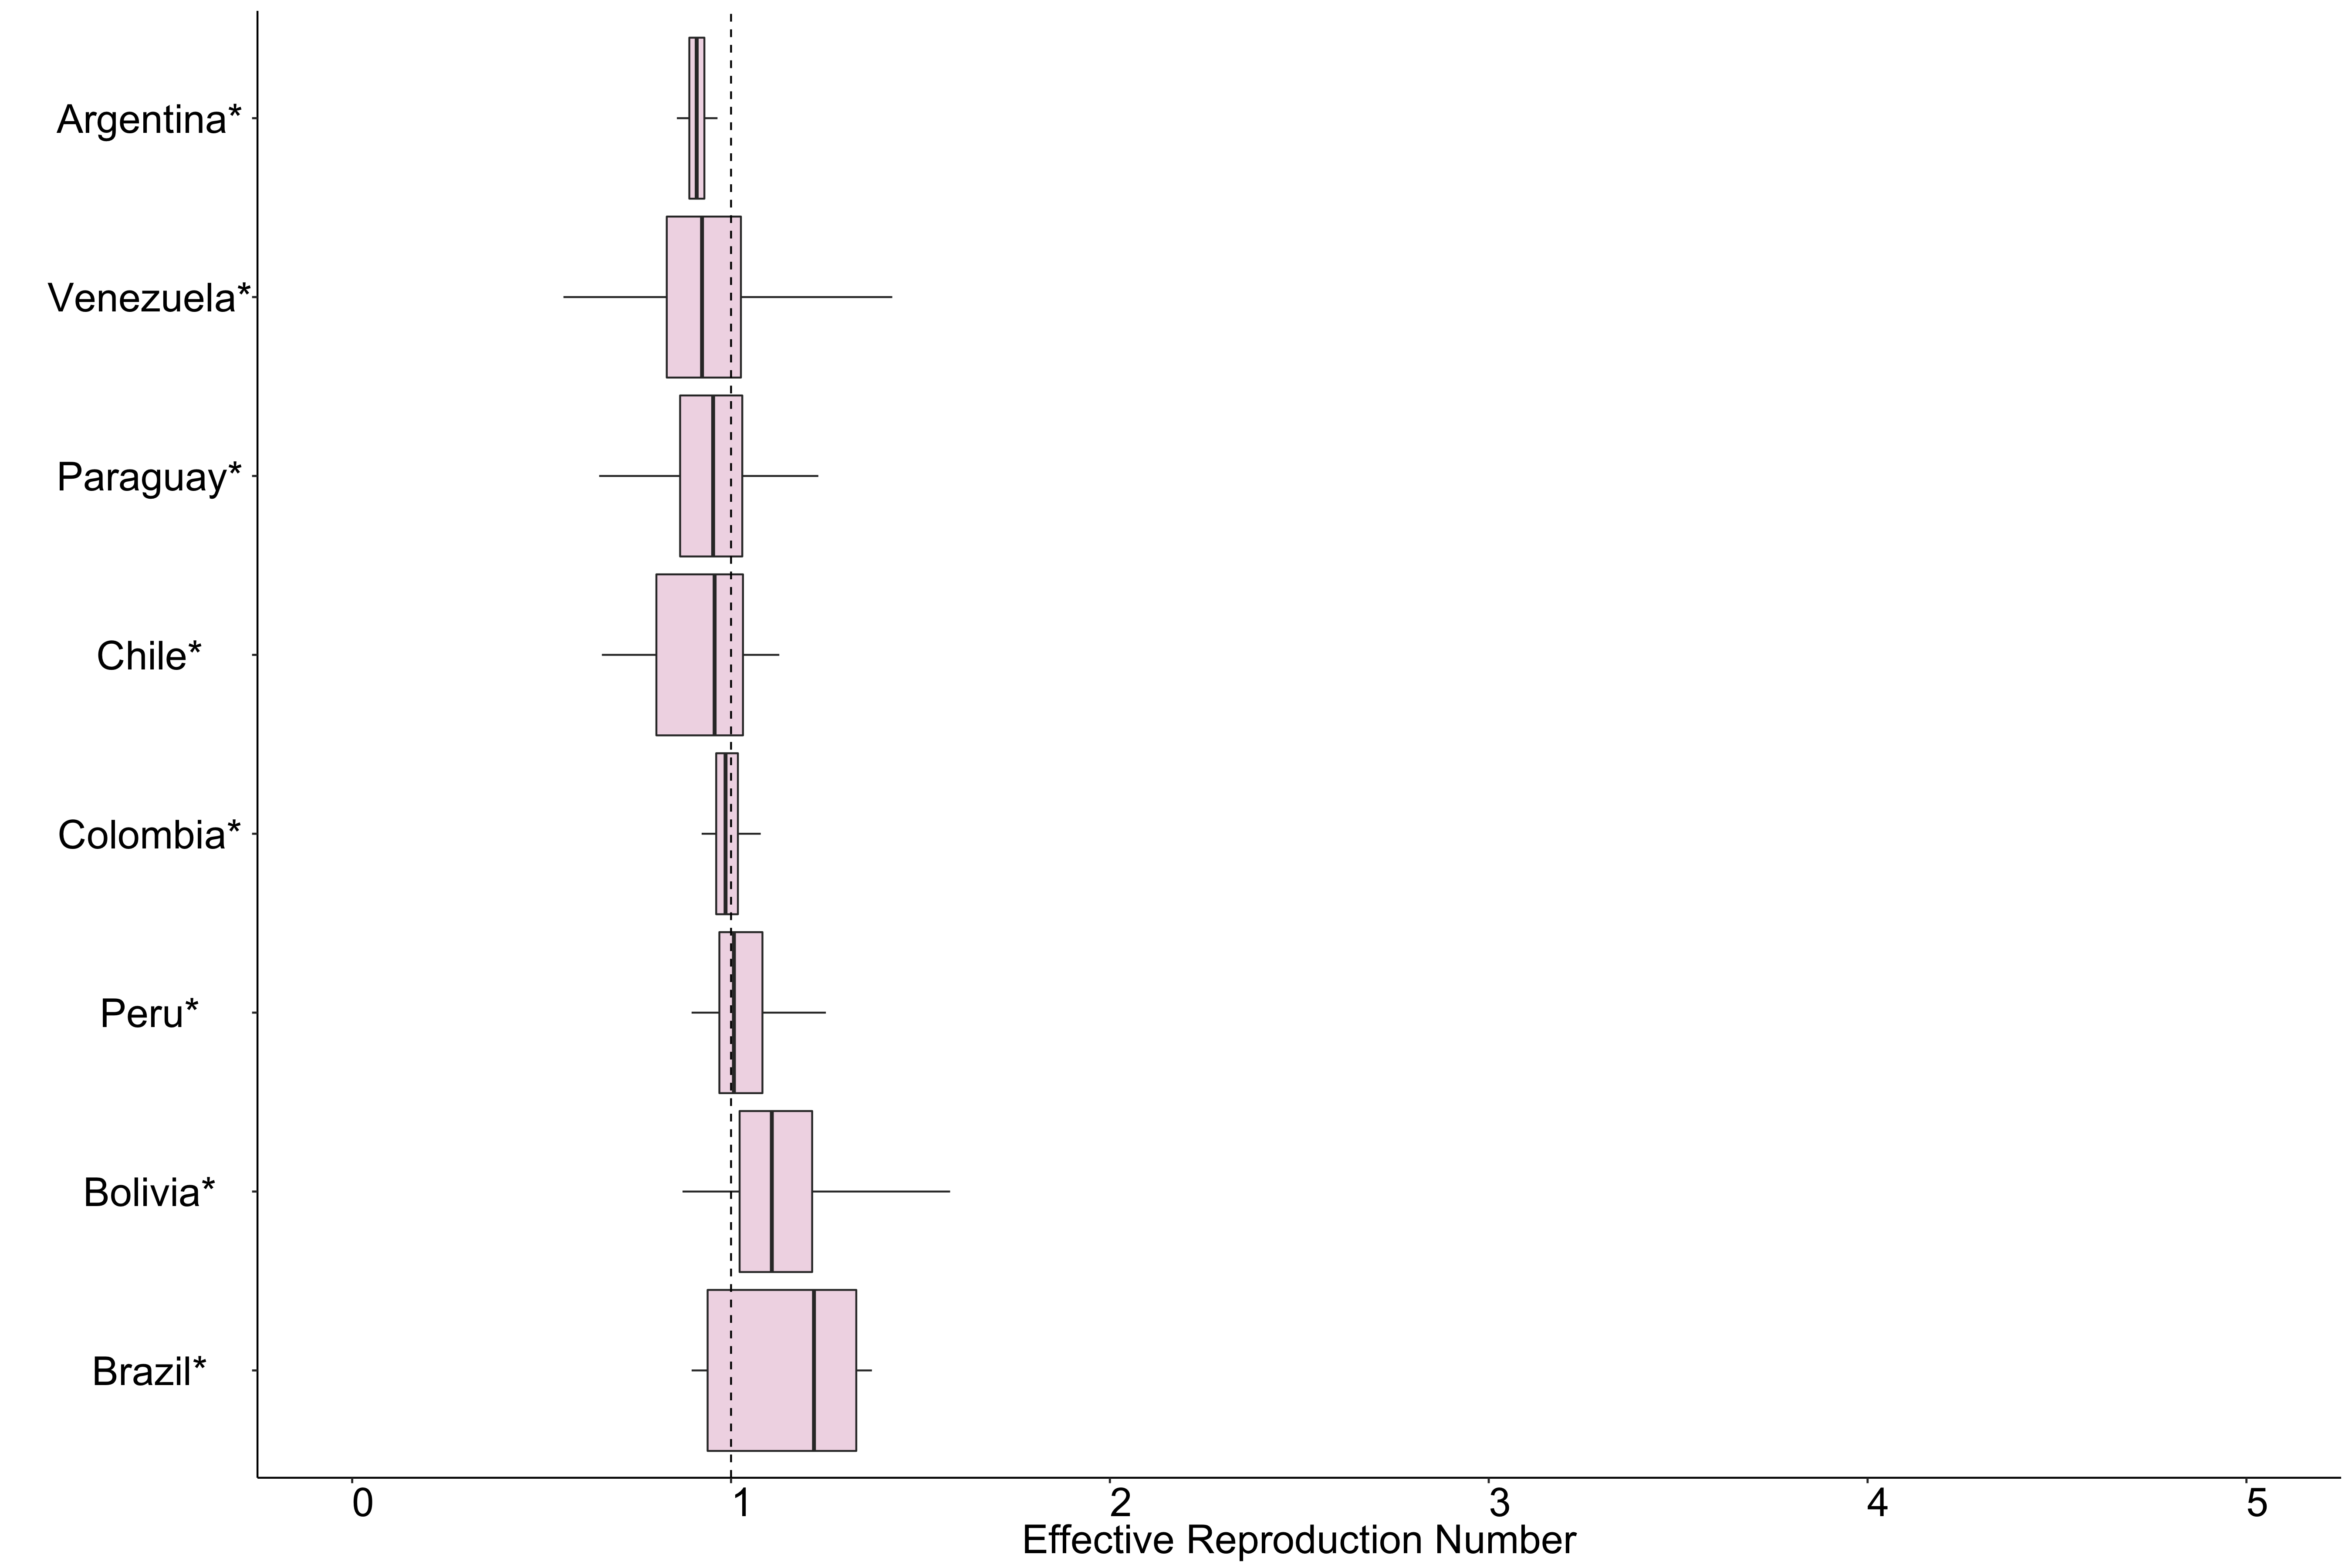 Argentina*
Venezuela*
Paraguay*
Chile*
Colombia*
Peru*
Bolivia*
Brazil*
0 1 2 3 4 5
Effective Reproduction Number